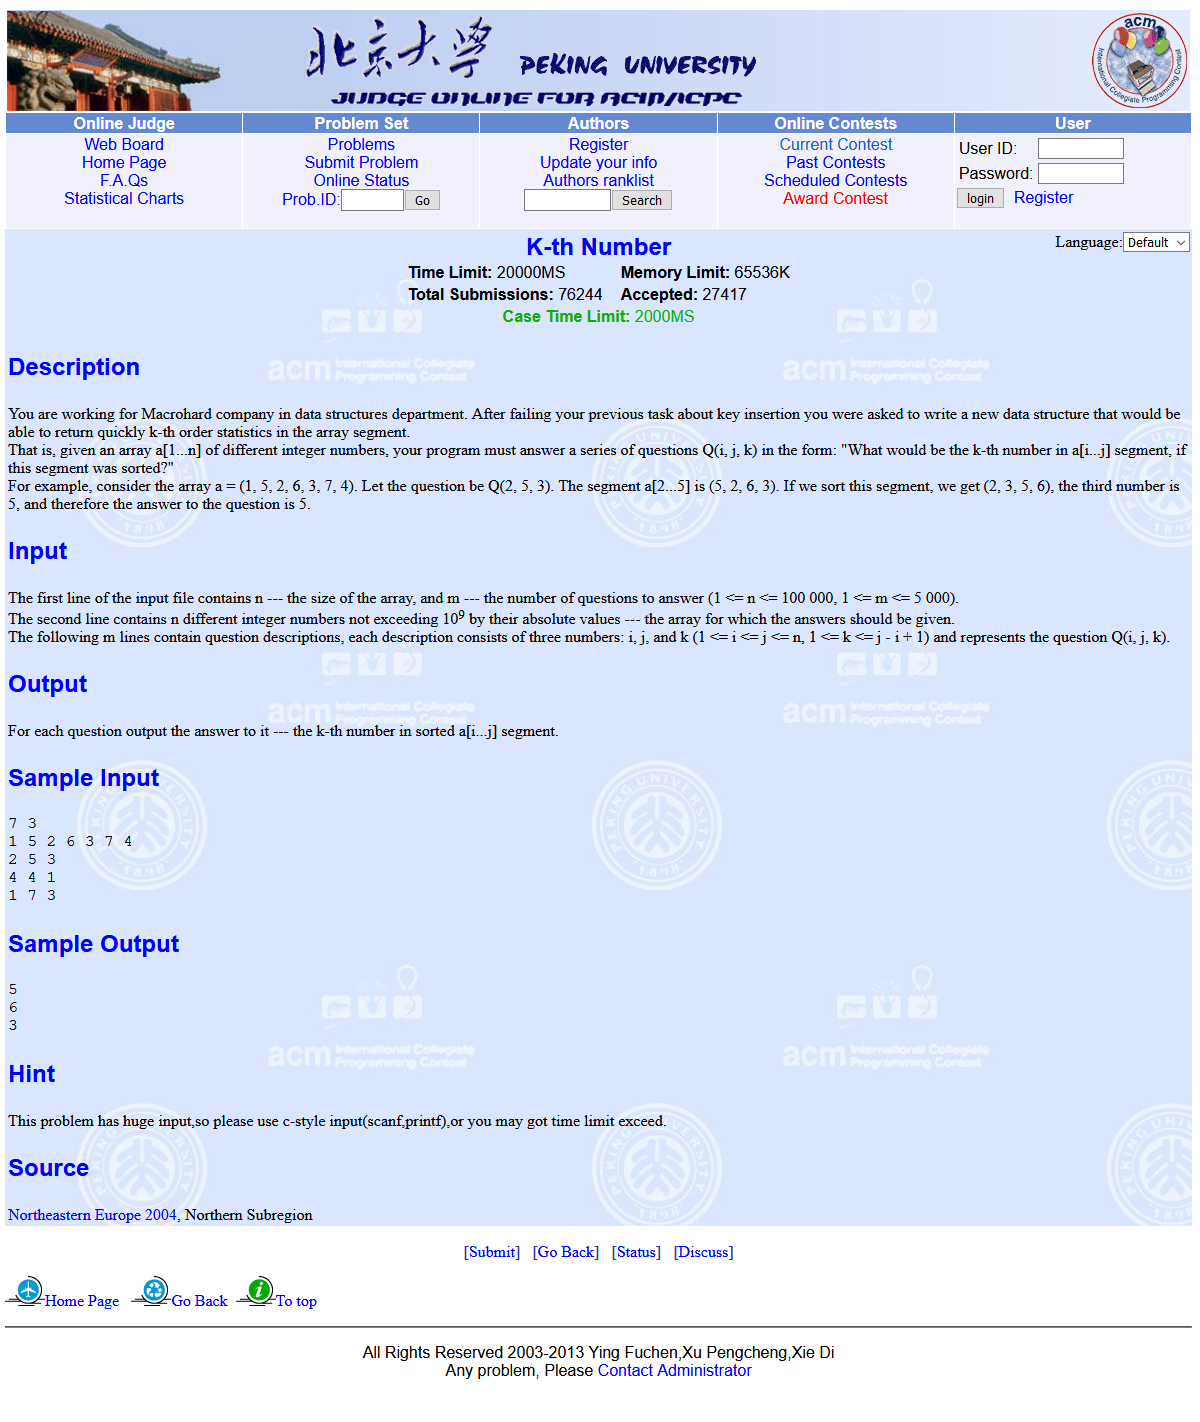 北京大學 PEKING UNIVERSITY
JUDGE ONLINE FOR ACM/ACPC
acm
International Collegiate Programming Contest
Online Judge Problem Set Authors Online Contests User
Web Board Problems Register Current Contest User ID:
Home Page Submit Problem Update your info Past Contests Password:
F.A.Qs Online Status Authors ranklist Scheduled Contests
Statistical Charts Prob.ID: Go Search Award Contest login Register
Language: Default
K-th Number
Time Limit: 20000MS Memory Limit: 65536K
Total Submissions: 76244 Accepted: 27417
Case Time Limit: 2000MS
Description
You are working for Macrohard company in data structures department. After failing your previous task about key insertion you were asked to write a new data structure that would be
able to return quickly k-th order statistics in the array segment.
That is, given an array a[1...n] of different integer numbers, your program must answer a series of questions Q(i, j, k) in the form: "What would be the k-th number in a[i...j] segment, if
this segment was sorted?"
For example, consider the array a = (1, 5, 2, 6, 3, 7, 4). Let the question be Q(2, 5, 3). The segment a[2...5] is (5, 2, 6, 3). If we sort this segment, we get (2, 3, 5, 6), the third number is
5, and therefore the answer to the question is 5.
Input
The first line of the input file contains n --- the size of the array, and m --- the number of questions to answer (1 <= n <= 100 000, 1 <= m <= 5 000).
The second line contains n different integer numbers not exceeding 10⁹ by their absolute values --- the array for which the answers should be given.
The following m lines contain question descriptions, each description consists of three numbers: i, j, and k (1 <= i <= j <= n, 1 <= k <= j - i + 1) and represents the question Q(i, j, k).
Output
For each question output the answer to it --- the k-th number in sorted a[i...j] segment.
Sample Input
7 3
1 5 2 6 3 7 4
2 5 3
4 4 1
1 7 3
Sample Output
5
6
3
Hint
This problem has huge input,so please use c-style input(scanf,printf),or you may got time limit exceed.
Source
Northeastern Europe 2004, Northern Subregion
[Submit] [Go Back] [Status] [Discuss]
Home Page Go Back To top
All Rights Reserved 2003-2013 Ying Fuchen,Xu Pengcheng,Xie Di
Any problem, Please Contact Administrator